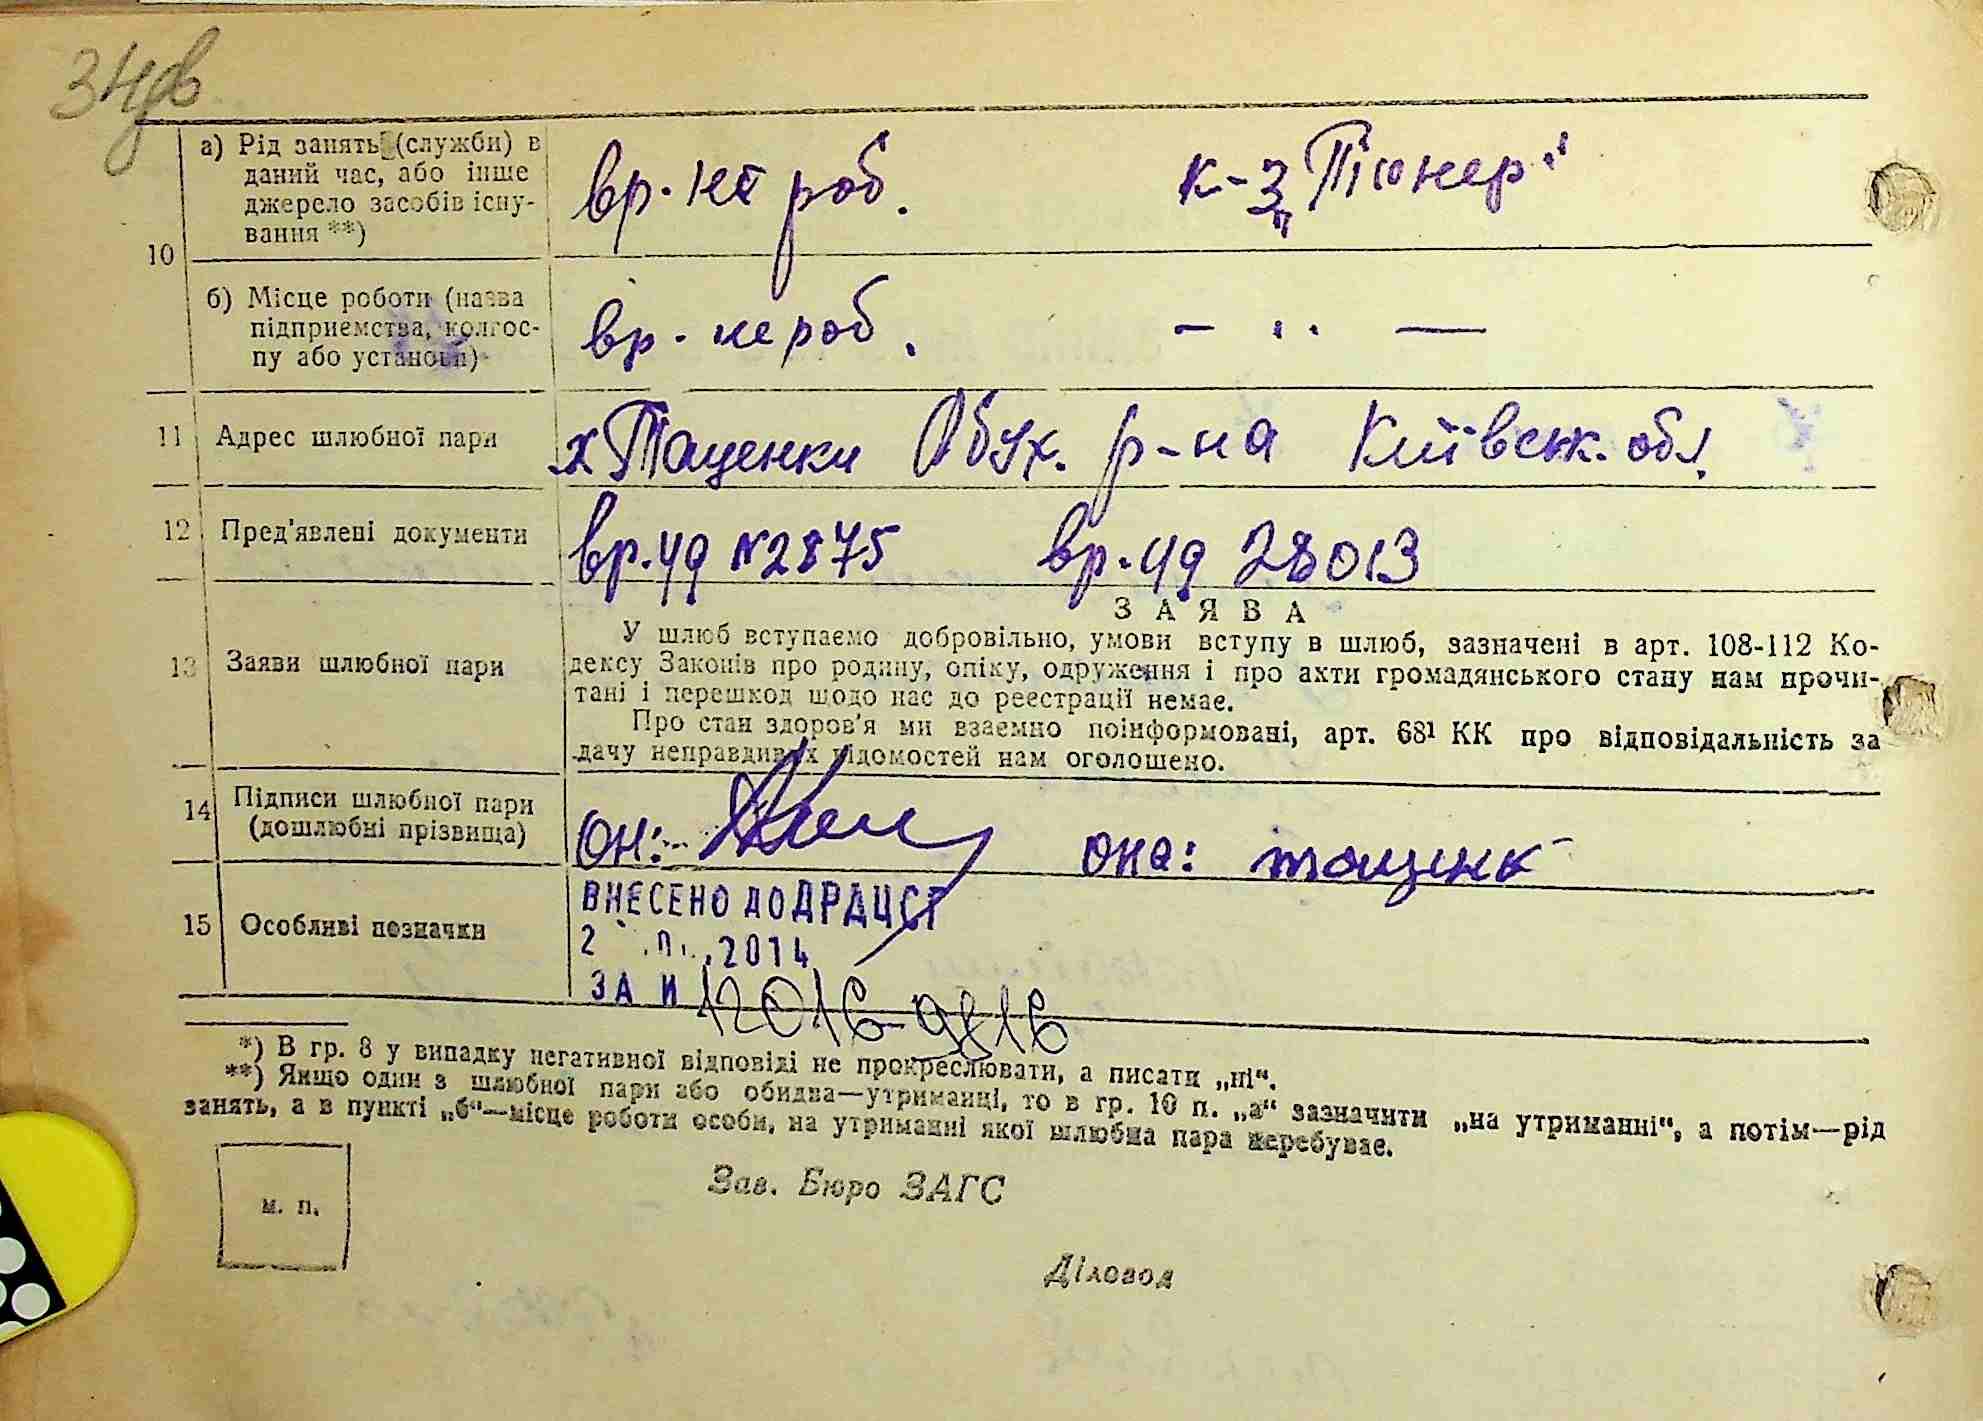 34зв
а) Рід занять (служби) в
даний час, або інше
джерело засобів існу-
вання **)
вр. не роб.
к-з „Піонер"
10
б) Місце роботи (назва
підприємства, колгос-
пу або установи)
вр. не роб.
— .. —
11 Адрес шлюбної пари
х Таценки Обух. р-на Київськ. обл.
12 Пред'явлені документи
вр. уд №2875 вр. уд 28013
ЗАЯВА
13 Заяви шлюбної пари
У шлюб вступаємо добровільно, умови вступу в шлюб, зазначені в арт. 108-112 Ко-
дексу Законів про родину, опіку, одруження і про акти громадянського стану нам прочи-
тані і перешкод щодо нас до реєстрації немає.
Про стан здоров'я ми взаємно поінформовані, арт. 68¹ КК про відповідальність за
дачу неправдивих відомостей нам оголошено.
14 Підписи шлюбної пари
(дошлюбні прізвища)
он: она: тащенк
15 Особливі позначки
ВНЕСЕНО ДО ДРАЦСГ
2014
ЗА №
*) В гр. 8 у випадку негативної відповіді не прокреслювати, а писати „ні".
**) Якщо один з шлюбної пари або обидва—утриманці, то в гр. 10 п. „а" зазначити „на утриманні", а потім—рід
занять, а в пункті „б"—місце роботи особи, на утриманні якої шлюбна пара перебуває.
м. п.
Зав. Бюро ЗАГС
Діловод